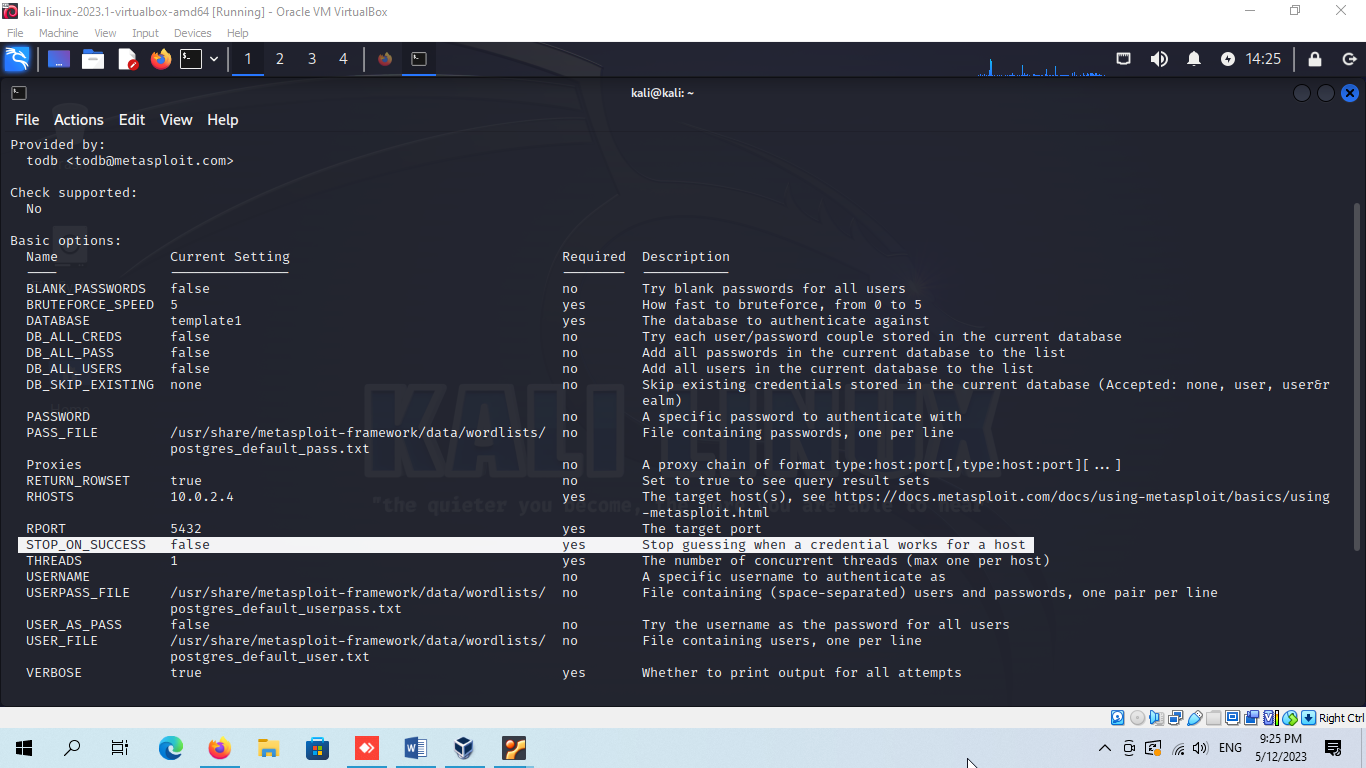 kali-linux-2023.1-virtualbox-amd64 [Running] - Oracle VM VirtualBox
File Machine View Input Devices Help
1 2 3 4 14:25
kali@kali: ~
File Actions Edit View Help
Provided by:
todb <todb@metasploit.com>
Check supported:
No
Basic options:
Name Current Setting Required Description
BLANK_PASSWORDS false no Try blank passwords for all users
BRUTEFORCE_SPEED 5 yes How fast to bruteforce, from 0 to 5
DATABASE template1 yes The database to authenticate against
DB_ALL_CREDS false no Try each user/password couple stored in the current database
DB_ALL_PASS false no Add all passwords in the current database to the list
DB_ALL_USERS false no Add all users in the current database to the list
DB_SKIP_EXISTING none no Skip existing credentials stored in the current database (Accepted: none, user, user&r
ealm)
PASSWORD no A specific password to authenticate with
PASS_FILE /usr/share/metasploit-framework/data/wordlists/ no File containing passwords, one per line
postgres_default_pass.txt
Proxies no A proxy chain of format type:host:port[,type:host:port][...]
RETURN_ROWSET true no Set to true to see query result sets
RHOSTS 10.0.2.4 yes The target host(s), see https://docs.metasploit.com/docs/using-metasploit/basics/using
-metasploit.html
RPORT 5432 yes The target port
STOP_ON_SUCCESS false yes Stop guessing when a credential works for a host
THREADS 1 yes The number of concurrent threads (max one per host)
USERNAME no A specific username to authenticate as
USERPASS_FILE /usr/share/metasploit-framework/data/wordlists/ no File containing (space-separated) users and passwords, one pair per line
postgres_default_userpass.txt
USER_AS_PASS false no Try the username as the password for all users
USER_FILE /usr/share/metasploit-framework/data/wordlists/ no File containing users, one per line
postgres_default_user.txt
VERBOSE true yes Whether to print output for all attempts
KALI LINUX
"the quieter you become, you are able to hear
Right Ctrl
ENG 9:25 PM
5/12/2023